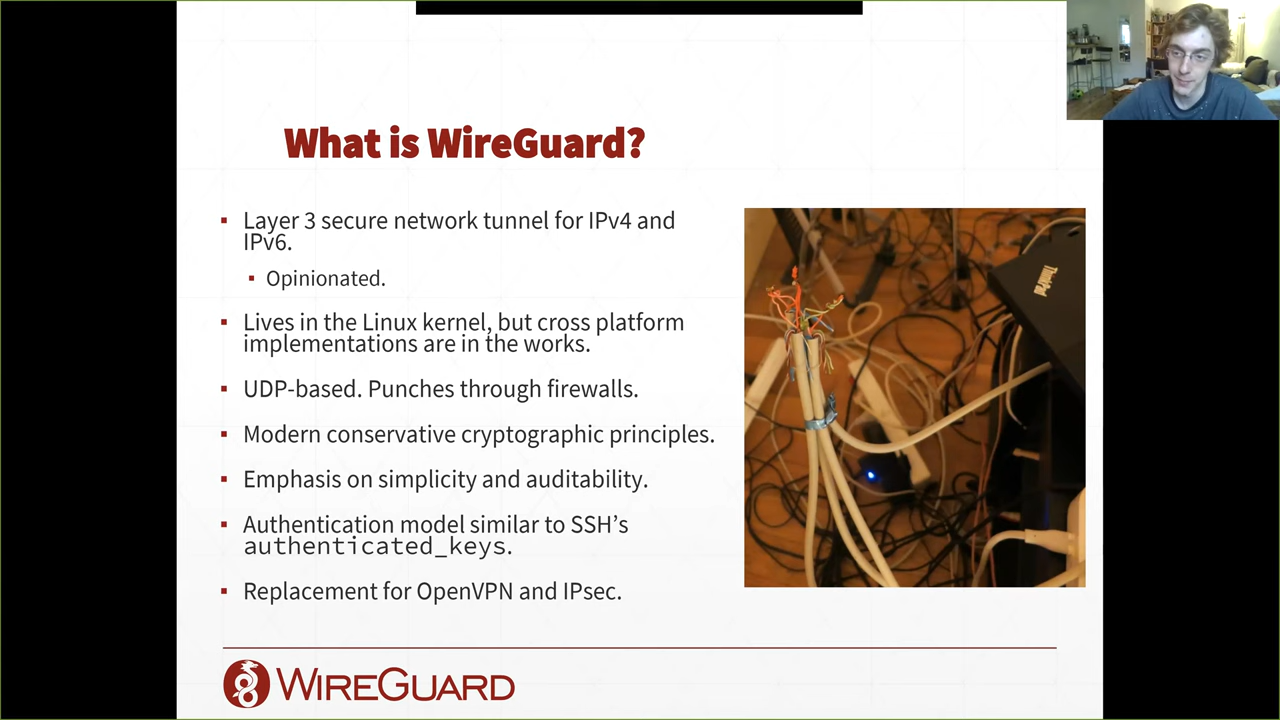 What is WireGuard?
▪ Layer 3 secure network tunnel for IPv4 and
IPv6.
▪ Opinionated.
▪ Lives in the Linux kernel, but cross platform
implementations are in the works.
▪ UDP-based. Punches through firewalls.
▪ Modern conservative cryptographic principles.
▪ Emphasis on simplicity and auditability.
▪ Authentication model similar to SSH’s
authenticated_keys.
▪ Replacement for OpenVPN and IPsec.
ThinkPad
WIREGUARD